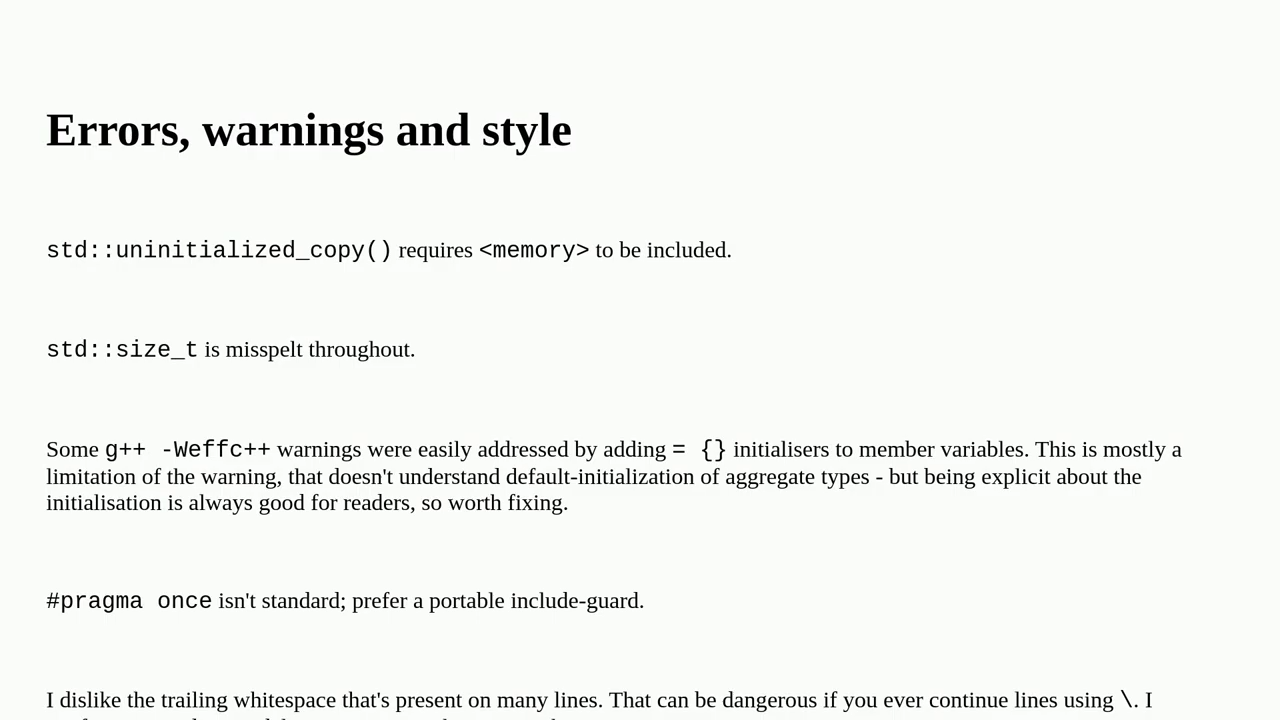 Errors, warnings and style
std::uninitialized_copy() requires <memory> to be included.
std::size_t is misspelt throughout.
Some g++ -Weffc++ warnings were easily addressed by adding = {} initialisers to member variables. This is mostly a
limitation of the warning, that doesn't understand default-initialization of aggregate types - but being explicit about the
initialisation is always good for readers, so worth fixing.
#pragma once isn't standard; prefer a portable include-guard.
I dislike the trailing whitespace that's present on many lines. That can be dangerous if you ever continue lines using \. I